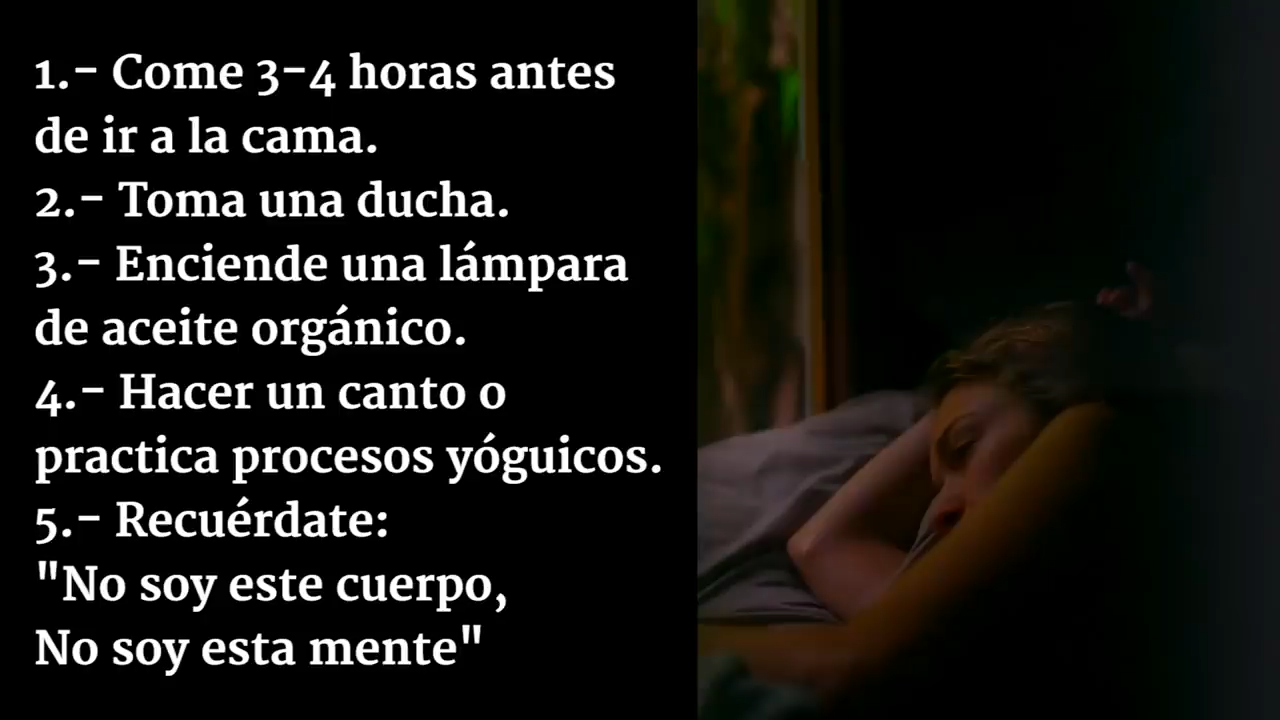 1.- Come 3-4 horas antes
de ir a la cama.
2.- Toma una ducha.
3.- Enciende una lámpara
de aceite orgánico.
4.- Hacer un canto o
practica procesos yóguicos.
5.- Recuérdate:
"No soy este cuerpo,
No soy esta mente"